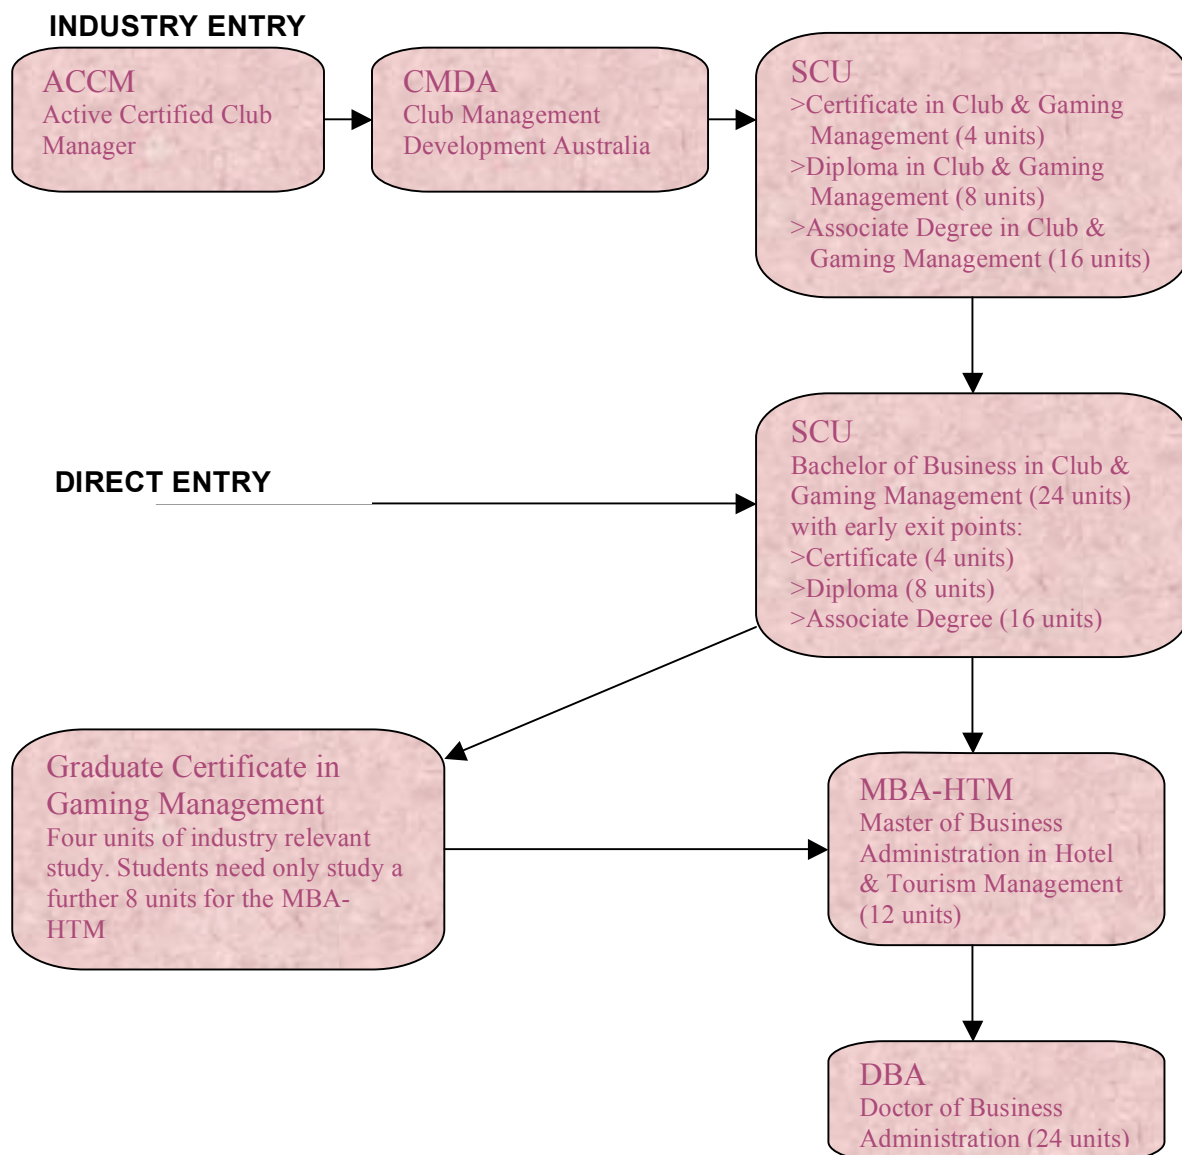 INDUSTRY ENTRY
ACCM
Active Certified Club
Manager
CMDA
Club Management
Development Australia
SCU
>Certificate in Club & Gaming
Management (4 units)
>Diploma in Club & Gaming
Management (8 units)
>Associate Degree in Club &
Gaming Management (16 units)
DIRECT ENTRY
SCU
Bachelor of Business in Club &
Gaming Management (24 units)
with early exit points:
>Certificate (4 units)
>Diploma (8 units)
>Associate Degree (16 units)
Graduate Certificate in
Gaming Management
Four units of industry relevant
study. Students need only study a
further 8 units for the MBA-
HTM
MBA-HTM
Master of Business
Administration in Hotel
& Tourism Management
(12 units)
DBA
Doctor of Business
Administration (24 units)